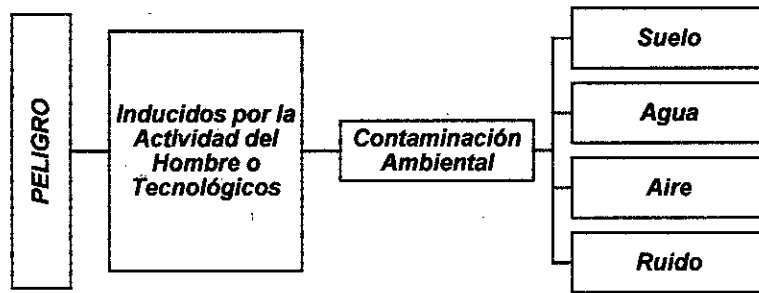 PELIGRO
Inducidos por la
Actividad del
Hombre o
Tecnológicos
Contaminación
Ambiental
Suelo
Agua
Aire
Ruido